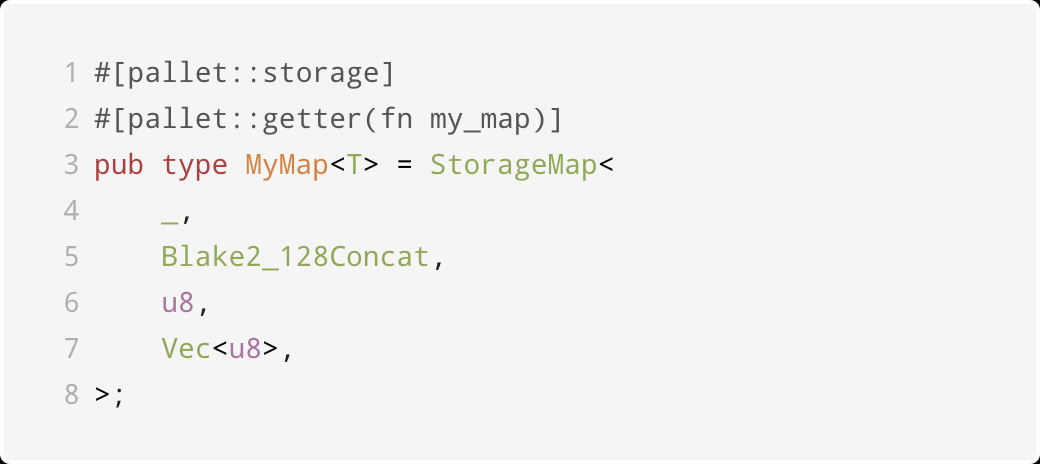 1 #[pallet::storage]
2 #[pallet::getter(fn my_map)]
3 pub type MyMap<T> = StorageMap<
4     _,
5     Blake2_128Concat,
6     u8,
7     Vec<u8>,
8 >;